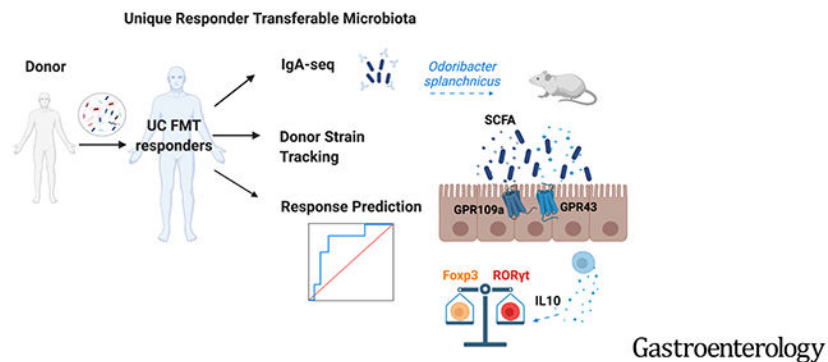 Unique Responder Transferable Microbiota
Donor
UC FMT
responders
IgA-seq
Odoribacter
splanchnicus
Donor Strain
Tracking
SCFA
Response Prediction
GPR109a
GPR43
Foxp3
RORγt
IL10
Gastroenterology